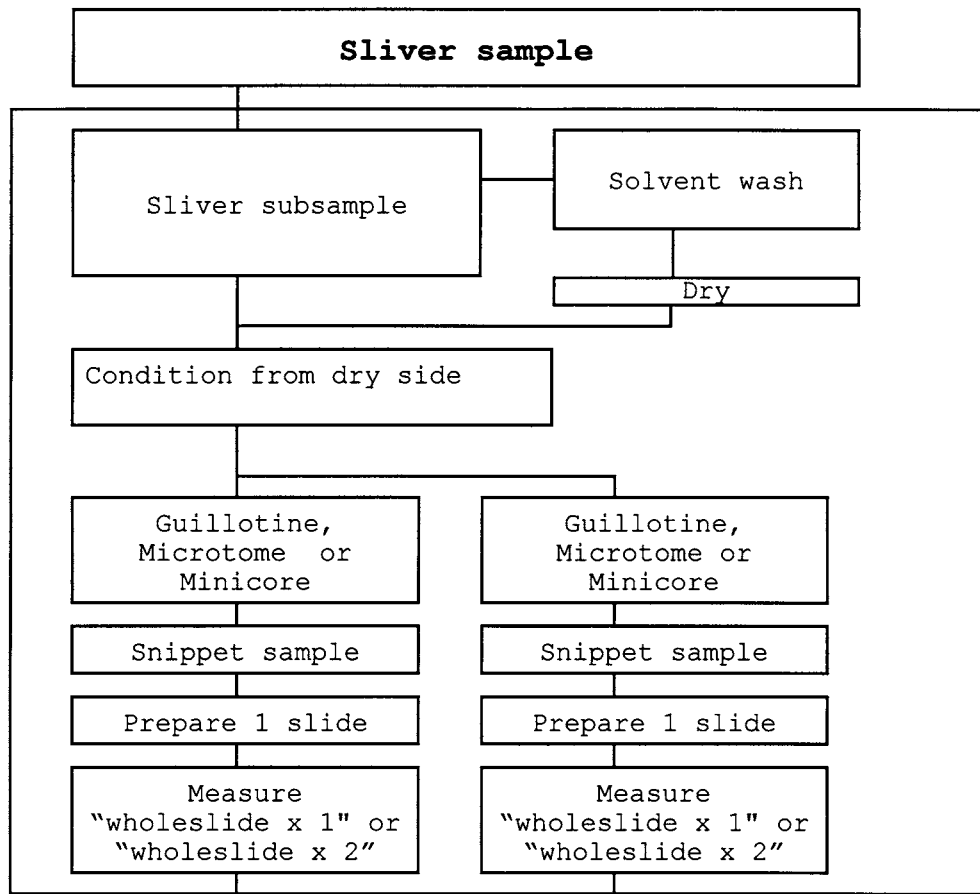 Sliver sample
Sliver subsample
Solvent wash
Dry
Condition from dry side
Guillotine,
Microtome or
Minicore
Guillotine,
Microtome or
Minicore
Snippet sample
Snippet sample
Prepare 1 slide
Prepare 1 slide
Measure
“wholeslide x 1" or
“wholeslide x 2”
Measure
“wholeslide x 1" or
“wholeslide x 2”